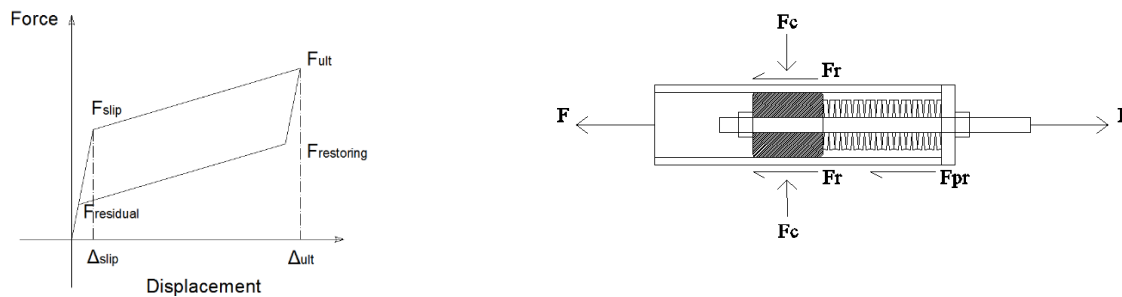 Force
Fult
Fslip
Frestoring
Fresidual
Δslip
Δult
Displacement
Fc
Fr
F
Fr
Fpr
Fc